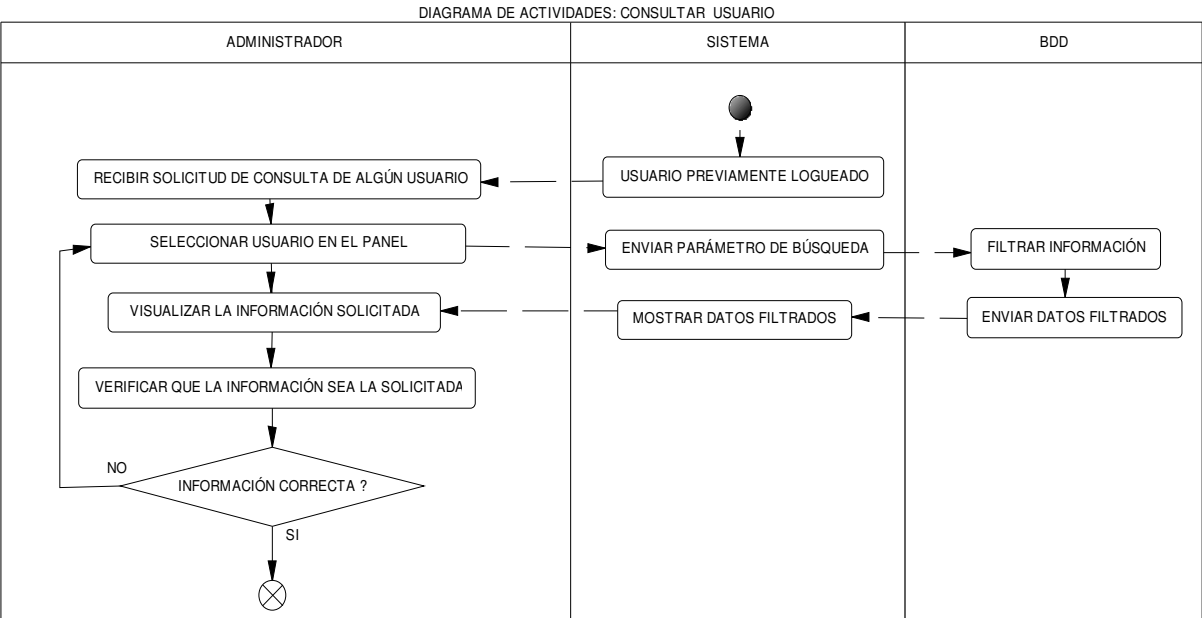 DIAGRAMA DE ACTIVIDADES: CONSULTAR USUARIO
ADMINISTRADOR
SISTEMA
BDD
RECIBIR SOLICITUD DE CONSULTA DE ALGÚN USUARIO
USUARIO PREVIAMENTE LOGUEADO
SELECCIONAR USUARIO EN EL PANEL
ENVIAR PARÁMETRO DE BÚSQUEDA
FILTRAR INFORMACIÓN
VISUALIZAR LA INFORMACIÓN SOLICITADA
MOSTRAR DATOS FILTRADOS
ENVIAR DATOS FILTRADOS
VERIFICAR QUE LA INFORMACIÓN SEA LA SOLICITADA
NO
INFORMACIÓN CORRECTA ?
SI